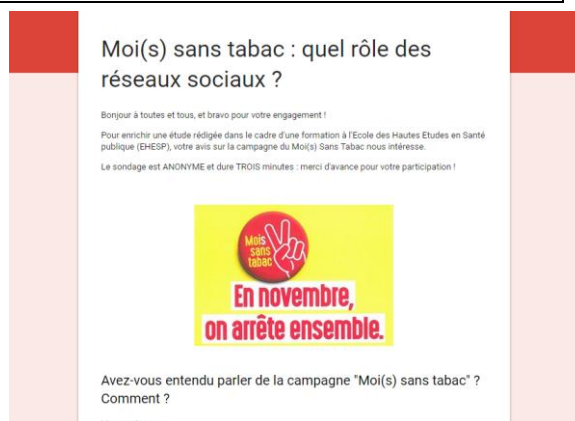 Moi(s) sans tabac : quel rôle des
réseaux sociaux ?
Bonjour à toutes et tous, et bravo pour votre engagement !
Pour enrichir une étude rédigée dans le cadre d'une formation à l'Ecole des Hautes Etudes en Santé
publique (EHESP), votre avis sur la campagne du Moi(s) Sans Tabac nous intéresse.
Le sondage est ANONYME et dure TROIS minutes : merci d'avance pour votre participation !
Mois
sans
tabac
En novembre,
on arrête ensemble.
Avez-vous entendu parler de la campagne "Moi(s) sans tabac" ?
Comment ?